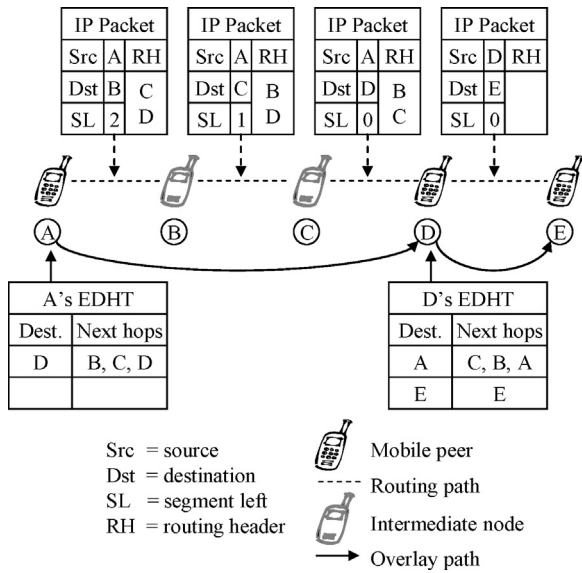 IP Packet IP Packet IP Packet IP Packet
Src A RH Src A RH Src A RH Src D RH
Dst B C Dst C B Dst D B Dst E
SL 2 D SL 1 D SL 0 C SL 0
A B C D E
A's EDHT
Dest. Next hops
D B, C, D
D's EDHT
Dest. Next hops
A C, B, A
E E
Src = source
Dst = destination
SL = segment left
RH = routing header
Mobile peer
Routing path
Intermediate node
Overlay path